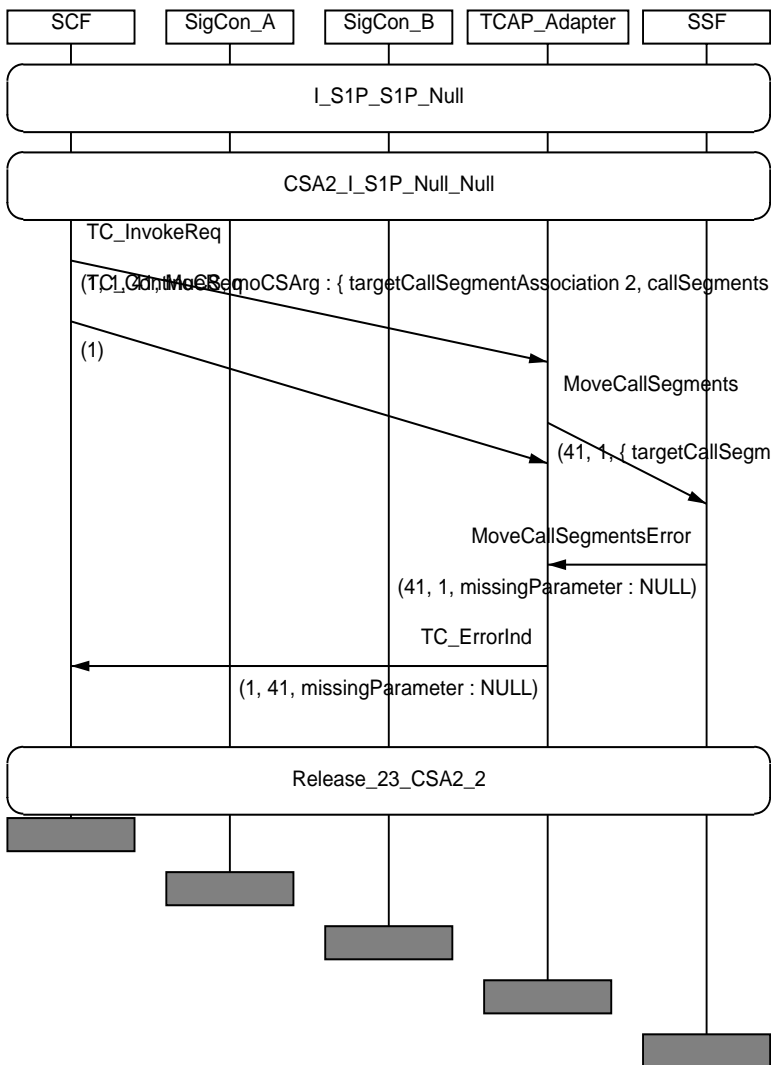 SCF
SigCon_A
SigCon_B
TCAP_Adapter
SSF
I_S1P_S1P_Null
CSA2_I_S1P_Null_Null
TC_InvokeReq
TC_ContinueReq
: { targetCallSegmentAssociation 2, callSegments
(1)
MoveCallSegments
(41, 1, { targetCallSegm
MoveCallSegmentsError
(41, 1, missingParameter : NULL)
TC_ErrorInd
(1, 41, missingParameter : NULL)
Release_23_CSA2_2